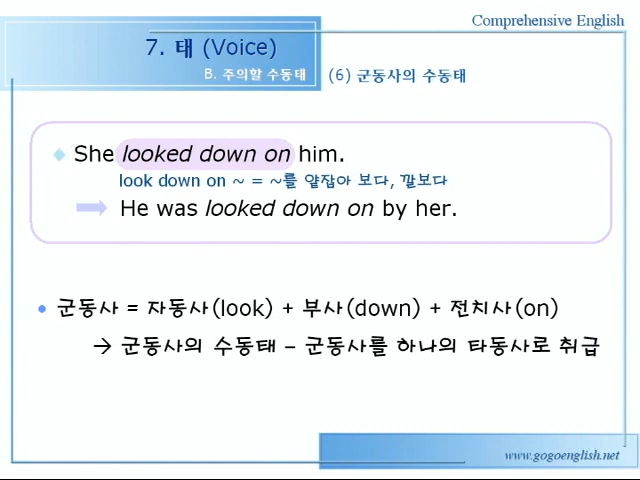 Comprehensive English
7. 태 (Voice)
B. 주의할 수동태 (6) 군동사의 수동태
She looked down on him.
look down on ~ = ~를 얕잡아 보다, 깔보다
He was looked down on by her.
• 군동사 = 자동사(look) + 부사(down) + 전치사(on)
→ 군동사의 수동태 – 군동사를 하나의 타동사로 취급
www.gogoenglish.net